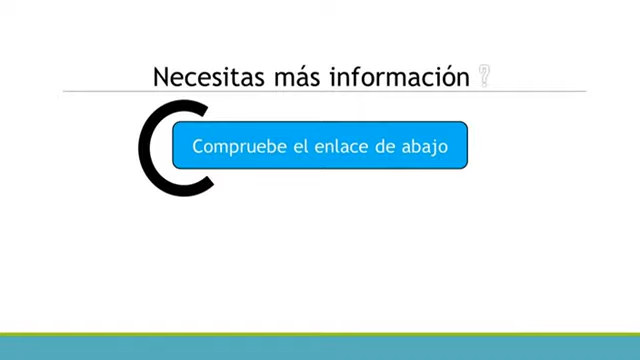 Necesitas más información ?
Compruebe el enlace de abajo